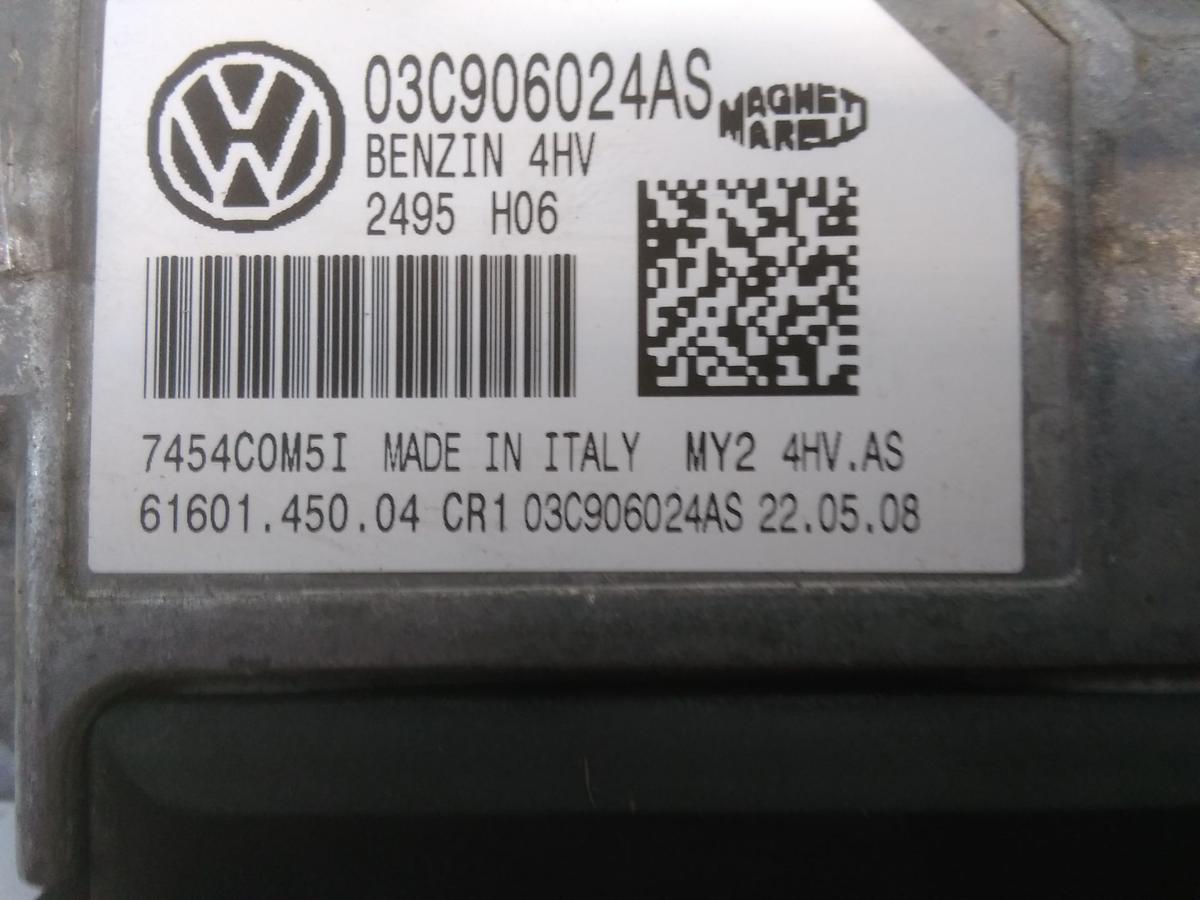 03C906024AS
MAGNETI
MARELLI
BENZIN 4HV
2495 H06
7454C0M5I MADE IN ITALY MY2 4HV.AS
61601.450.04 CR1 03C906024AS 22.05.08